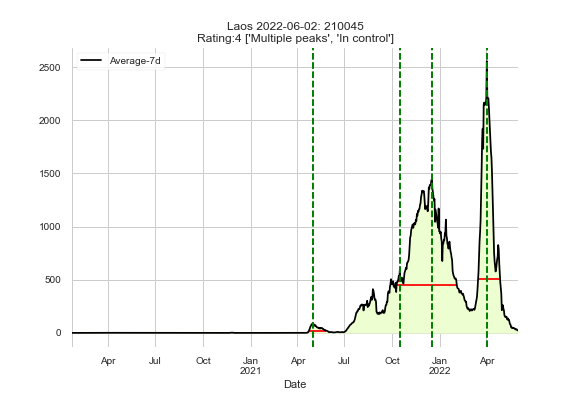 Laos 2022-06-02: 210045
Rating:4 ['Multiple peaks', 'In control']
Average-7d
2500
2000
1500
1000
500
0
Apr Jul Oct Jan Apr Jul Oct Jan Apr
2021 2022
Date